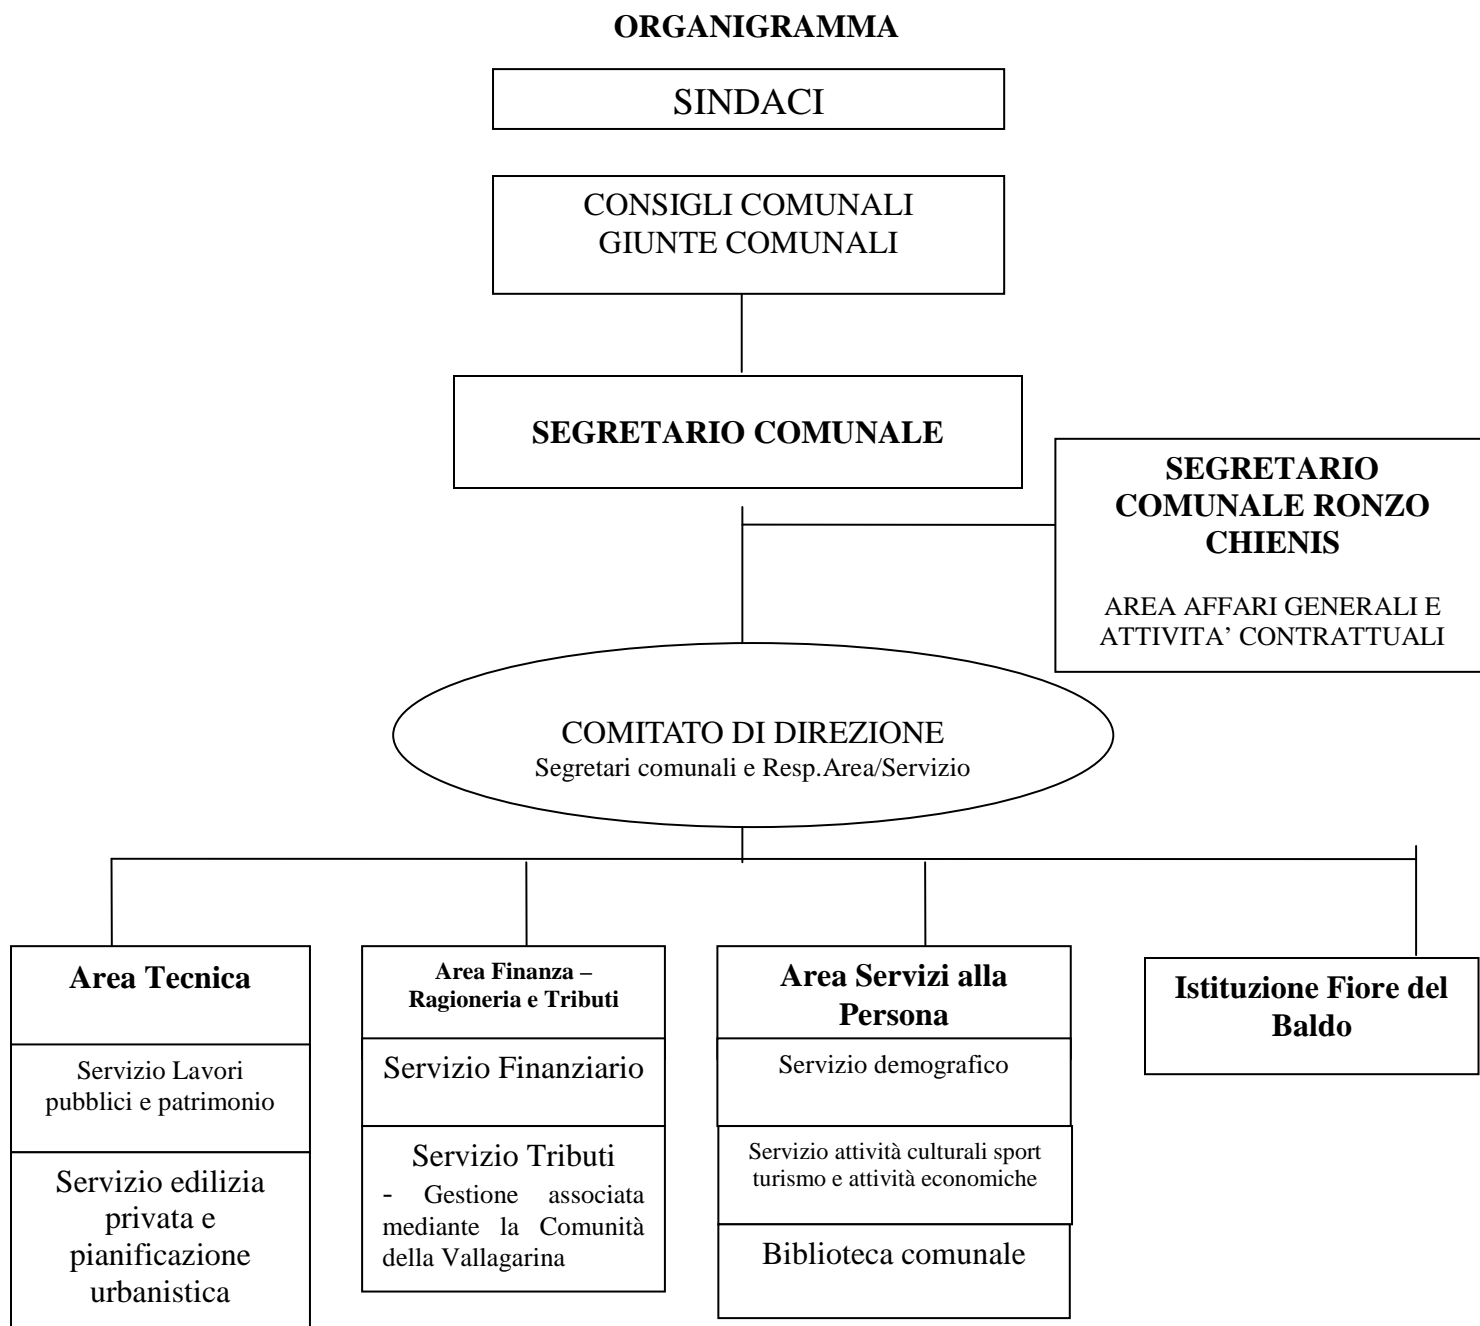 ORGANIGRAMMA
SINDACI
CONSIGLI COMUNALI
GIUNTE COMUNALI
SEGRETARIO COMUNALE
SEGRETARIO
COMUNALE RONZO
CHIENIS
AREA AFFARI GENERALI E
ATTIVITA’ CONTRATTUALI
COMITATO DI DIREZIONE
Segretari comunali e Resp.Area/Servizio
Area Tecnica
Servizio Lavori
pubblici e patrimonio
Servizio edilizia
privata e
pianificazione
urbanistica
Area Finanza –
Ragioneria e Tributi
Servizio Finanziario
Servizio Tributi
- Gestione associata
mediante la Comunità
della Vallagarina
Area Servizi alla
Persona
Servizio demografico
Servizio attività culturali sport
turismo e attività economiche
Biblioteca comunale
Istituzione Fiore del
Baldo